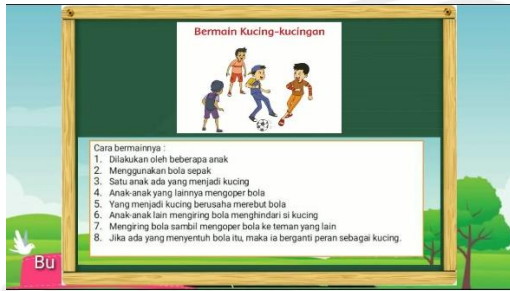 Bermain Kucing-kucingan
Cara bermainnya :
1. Dilakukan oleh beberapa anak
2. Menggunakan bola sepak
3. Satu anak ada yang menjadi kucing
4. Anak-anak yang lainnya mengoper bola
5. Yang menjadi kucing berusaha merebut bola
6. Anak-anak lain mengiring bola menghindari si kucing
7. Mengiring bola sambil mengoper bola ke teman yang lain
8. Jika ada yang menyentuh bola itu, maka ia berganti peran sebagai kucing.
Bu